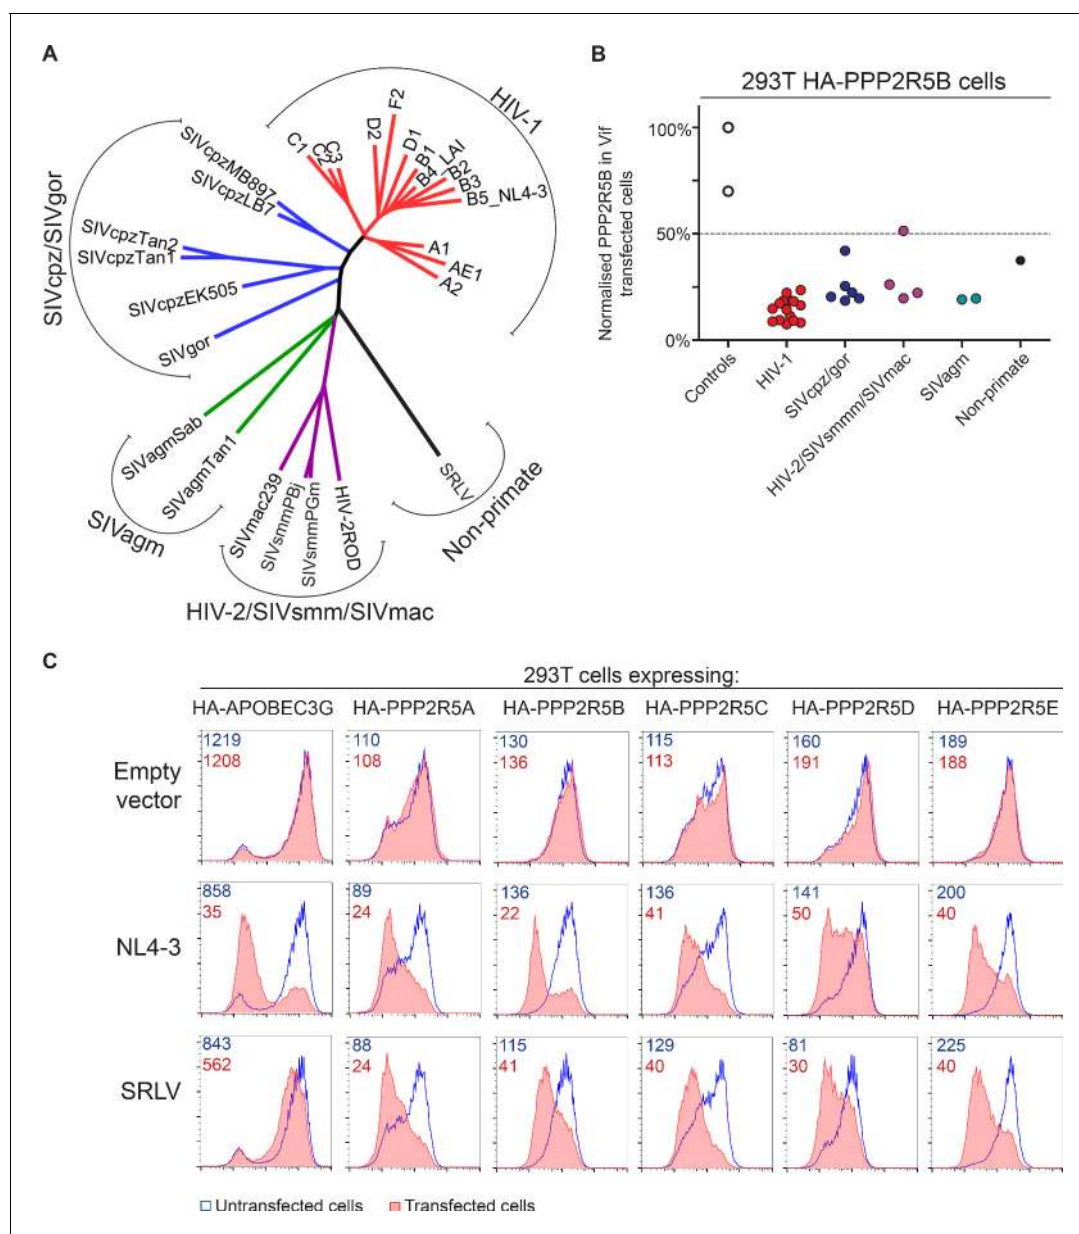 A
HIV-1
F2
D2
D1
C1
C2
C3
B1
_LAI
B2
B4
B3
B5_NL4-3
A1
AE1
A2
SIVcpz/SIVgor
SIVcpzMB897
SIVcpzLB7
SIVcpzTan2
SIVcpzTan1
SIVcpzEK505
SIVgor
SIVagmSab
SIVagmTan1
SIVagm
SIVmac239
SIVsmmPBj
SIVsmmPGm
HIV-2ROD
HIV-2/SIVsmm/SIVmac
SRLV
Non-primate
B
293T HA-PPP2R5B cells
Normalised PPP2R5B in Vif
transfected cells
100%
50%
0%
Controls
HIV-1
SIVcpz/gor
HIV-2/SIVsmmm/SIVmac
SIVagm
Non-primate
C
293T cells expressing:
HA-APOBEC3G HA-PPP2R5A HA-PPP2R5B HA-PPP2R5C HA-PPP2R5D HA-PPP2R5E
Empty
vector
1219 110 130 115 160 189
1208 108 136 113 191 188
NL4-3
858 89 136 136 141 200
35 24 22 41 50 40
SRLV
843 88 115 129 81 225
562 24 41 40 30 40
Untransfected cells Transfected cells